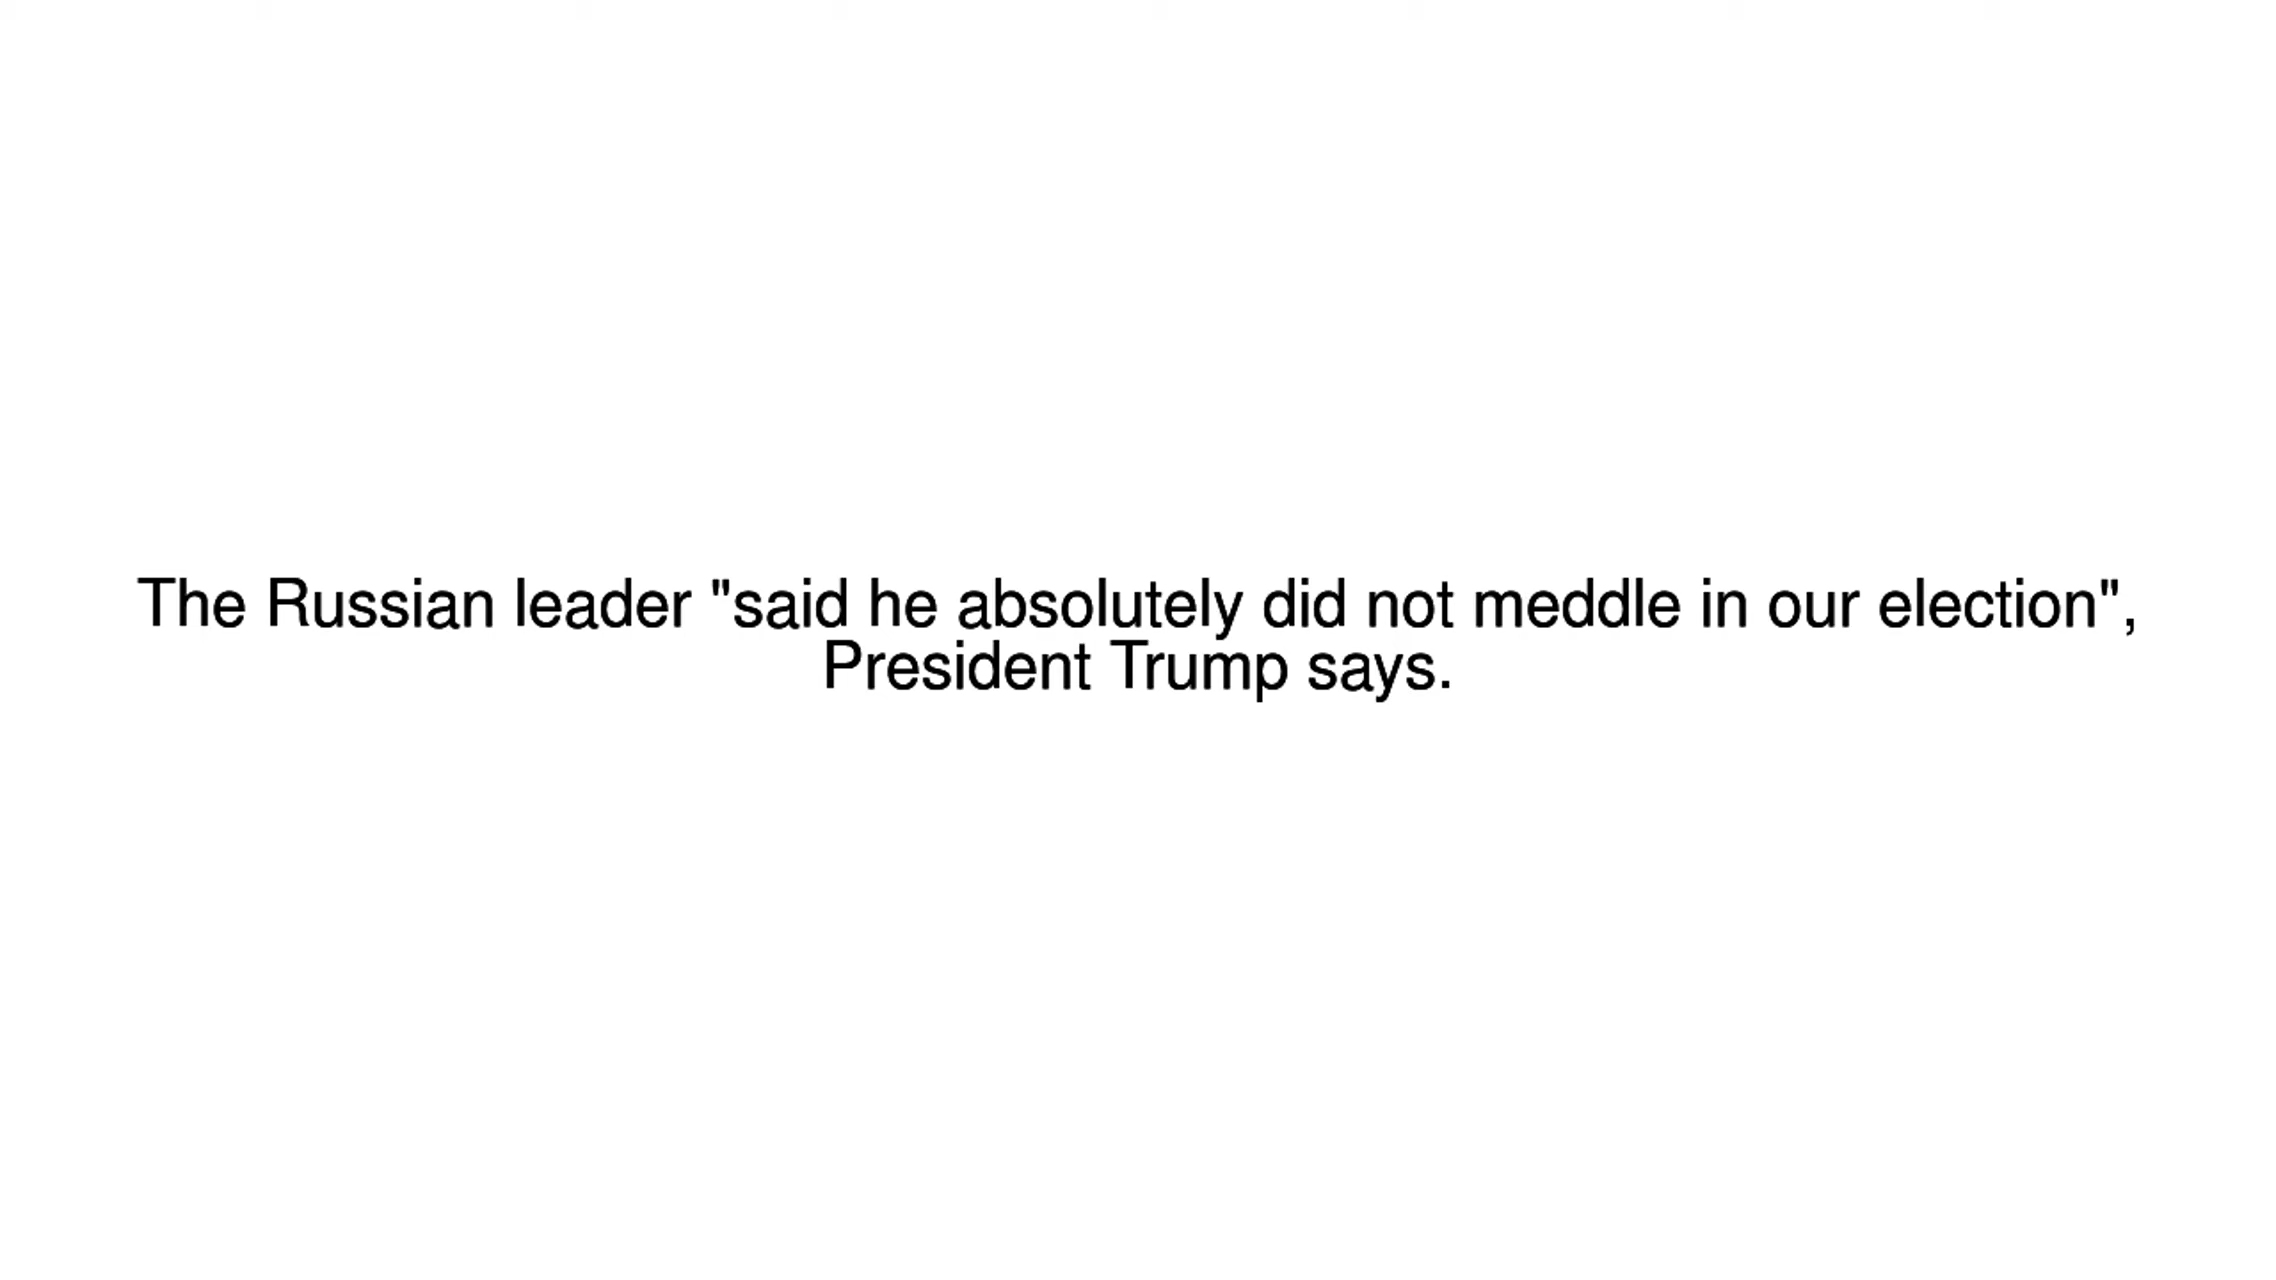 The Russian leader "said he absolutely did not meddle in our election",
President Trump says.